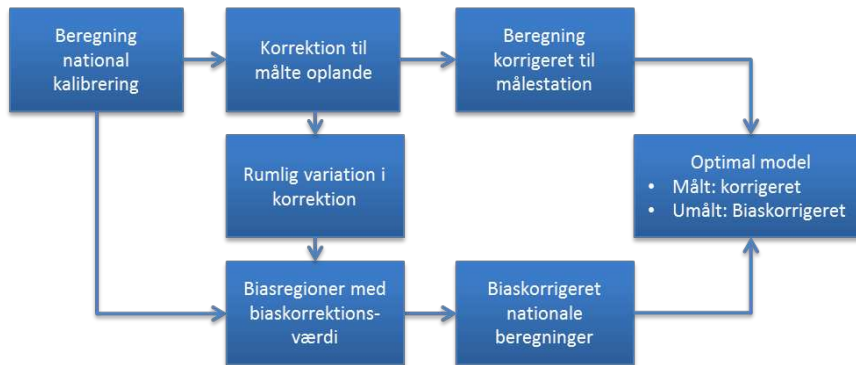 Beregning
national
kalibrering
Korrektion til
målte oplande
Beregning
korrigeret til
målestation
Rumlig variation i
korrektion
Optimal model
• Målt: korrigeret
• Umålt: Biaskorrigeret
Biasregioner med
biaskorrektions-
værdi
Biaskorrigeret
nationale
beregninger